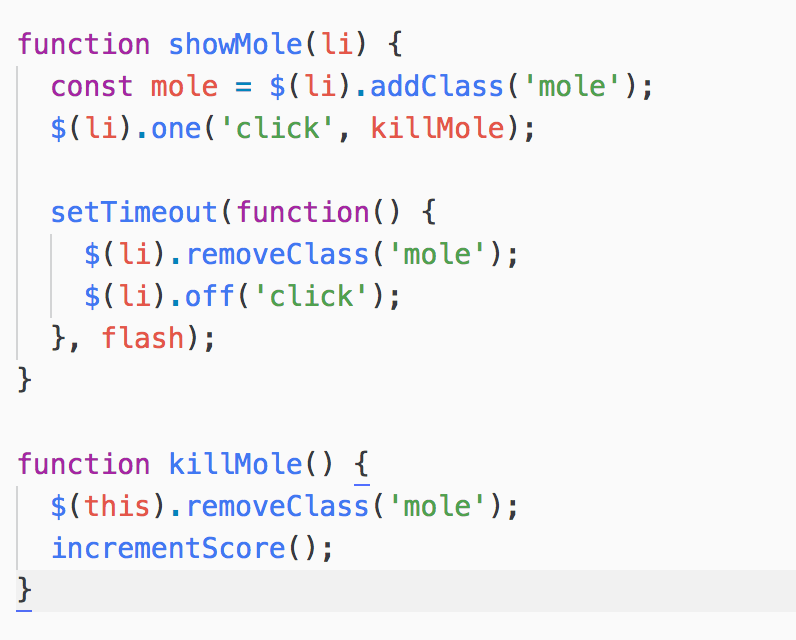 function showMole(li) {
  const mole = $(li).addClass('mole');
  $(li).one('click', killMole);

  setTimeout(function() {
    $(li).removeClass('mole');
    $(li).off('click');
  }, flash);
}

function killMole() {
  $(this).removeClass('mole');
  incrementScore();
}